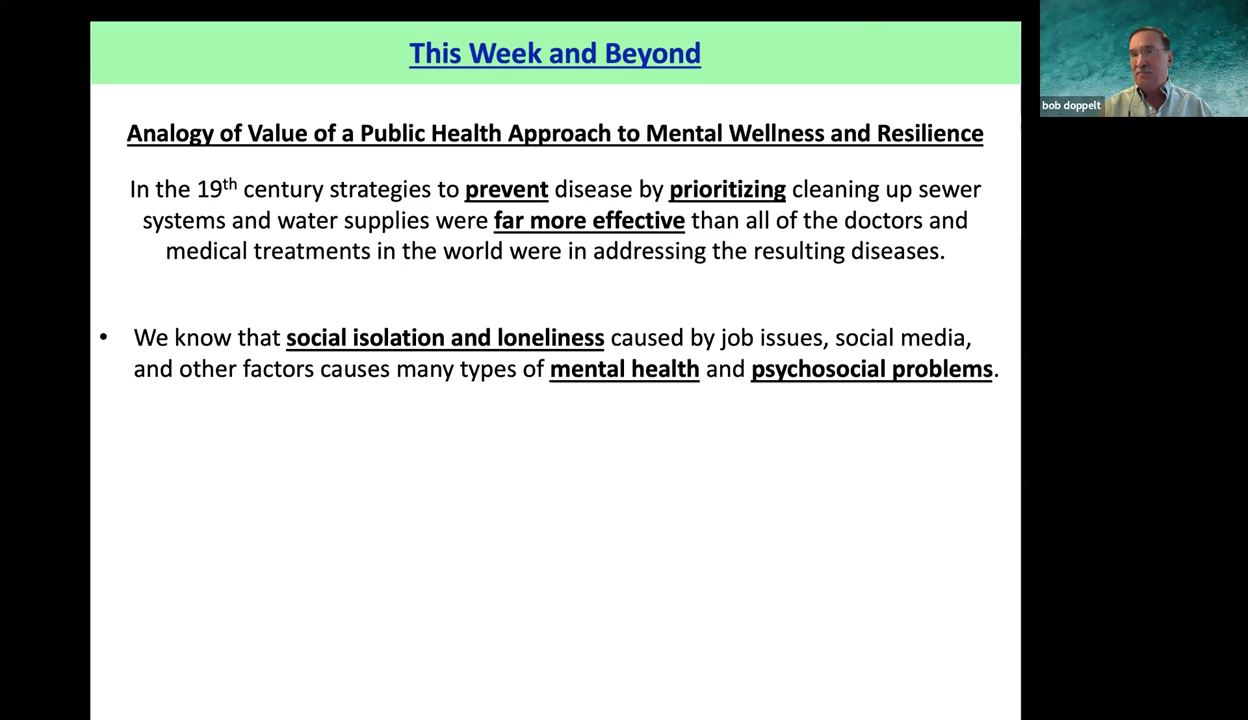 This Week and Beyond
bob doppelt
Analogy of Value of a Public Health Approach to Mental Wellness and Resilience
In the 19th century strategies to prevent disease by prioritizing cleaning up sewer
systems and water supplies were far more effective than all of the doctors and
medical treatments in the world were in addressing the resulting diseases.
• We know that social isolation and loneliness caused by job issues, social media,
and other factors causes many types of mental health and psychosocial problems.